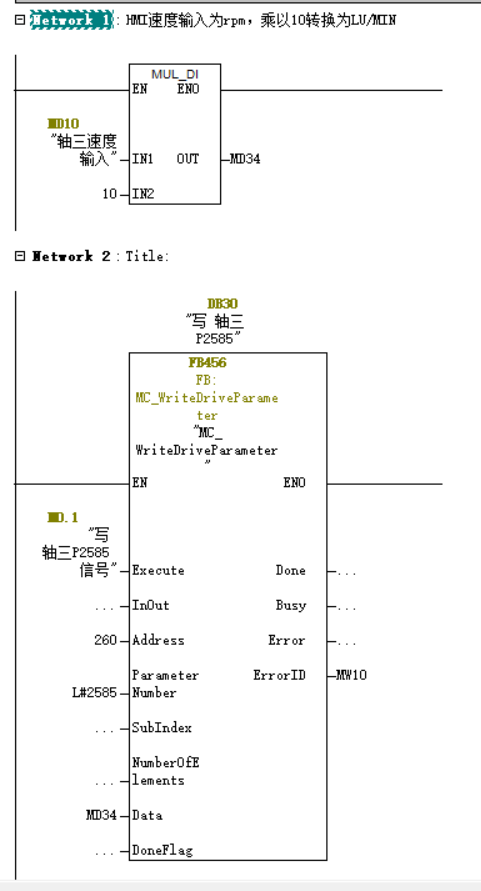 Network 1 : HMI速度输入为rpm，乘以10转换为LU/MIN
MUL_DI
EN ENO
MD10
"轴三速度
输入" IN1 OUT MD34
10 IN2
Network 2 : Title:
DB30
"写 轴三
P2585"
FB456
FB:
MC_WriteDriveParame
ter
"MC_
WriteDriveParameter
"
EN ENO
"写
轴三P2585
信号" Execute Done ...
... InOut Busy ...
260 Address Error ...
Parameter ErrorID MW10
L#2585 Number
... SubIndex
NumberOfE
... lements
MD34 Data
... DoneFlag